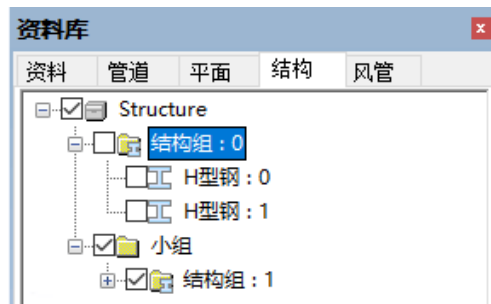 资料库
资料 管道 平面 结构 风管
Structure
结构组：0
H型钢：0
H型钢：1
小组
结构组：1